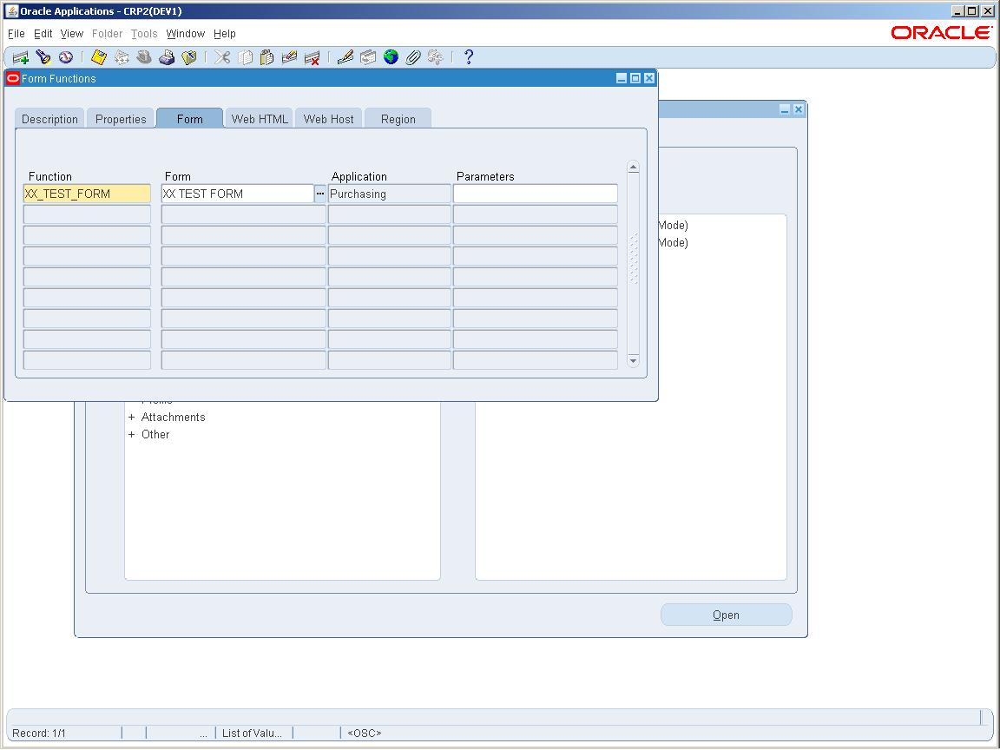 Oracle Applications - CRP2(DEV1)
File Edit View Folder Tools Window Help
ORACLE
Form Functions
Description Properties Form Web HTML Web Host Region
Function Form Application Parameters
XX_TEST_FORM XX TEST FORM ... Purchasing
Mode)
Mode)
+ Attachments
+ Other
Open
Record: 1/1 ... List of Valu... <OSC>